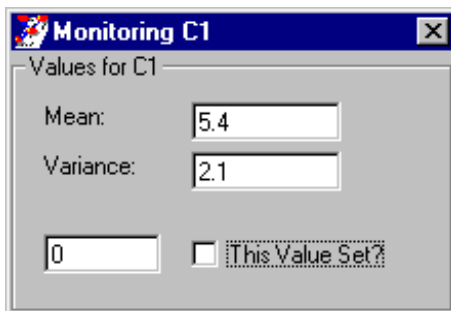 Monitoring C1
Values for C1
Mean: 5.4
Variance: 2.1
0 This Value Set?